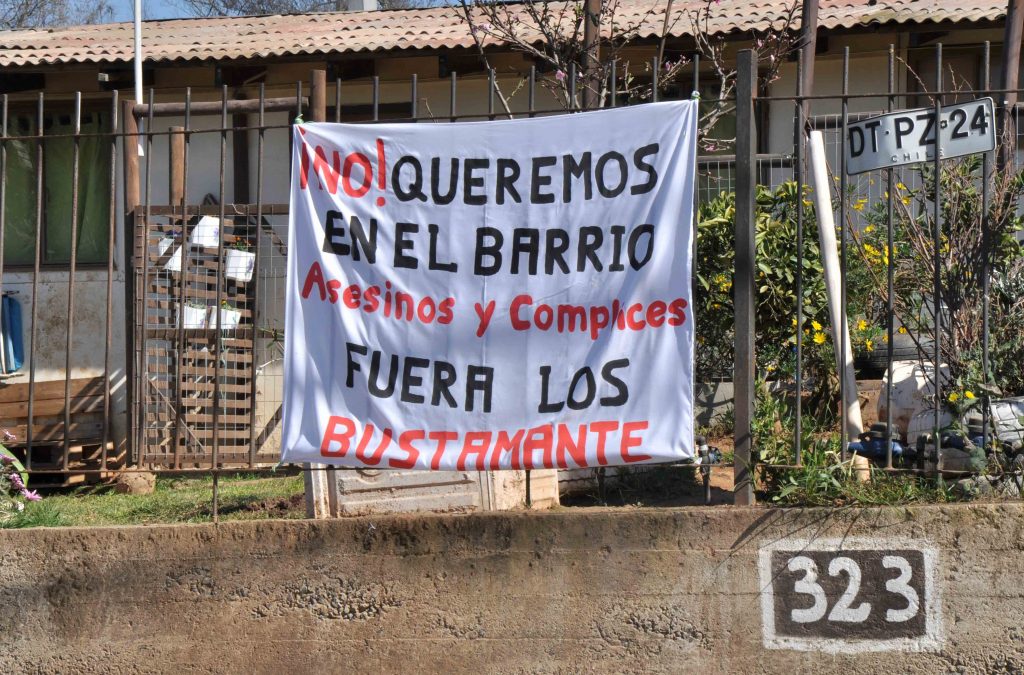 ¡NO! QUEREMOS
EN EL BARRIO
Asesinos y Complices
FUERA LOS
BUSTAMANTE
DT·PZ·24
CHILE
323